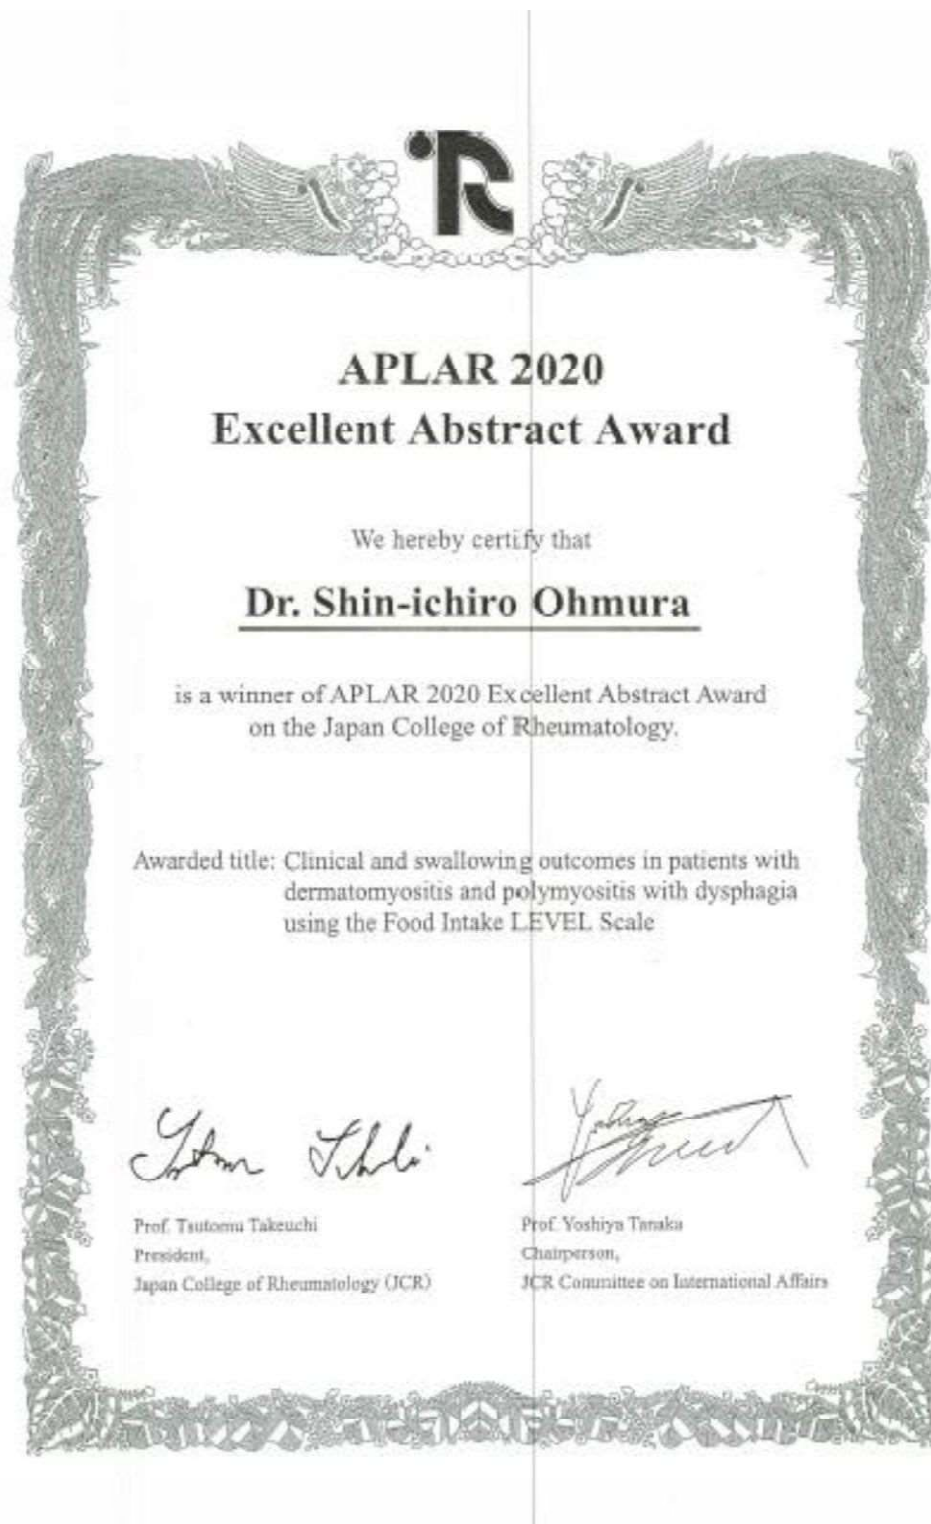 APLAR 2020
Excellent Abstract Award
We hereby certify that
Dr. Shin-ichiro Ohmura
is a winner of APLAR 2020 Excellent Abstract Award
on the Japan College of Rheumatology.
Awarded title: Clinical and swallowing outcomes in patients with
dermatomyositis and polymyositis with dysphagia
using the Food Intake LEVEL Scale
Prof. Tsutomu Takeuchi
President,
Japan College of Rheumatology (JCR)
Prof. Yoshiya Tanaka
Chairperson,
JCR Committee on International Affairs